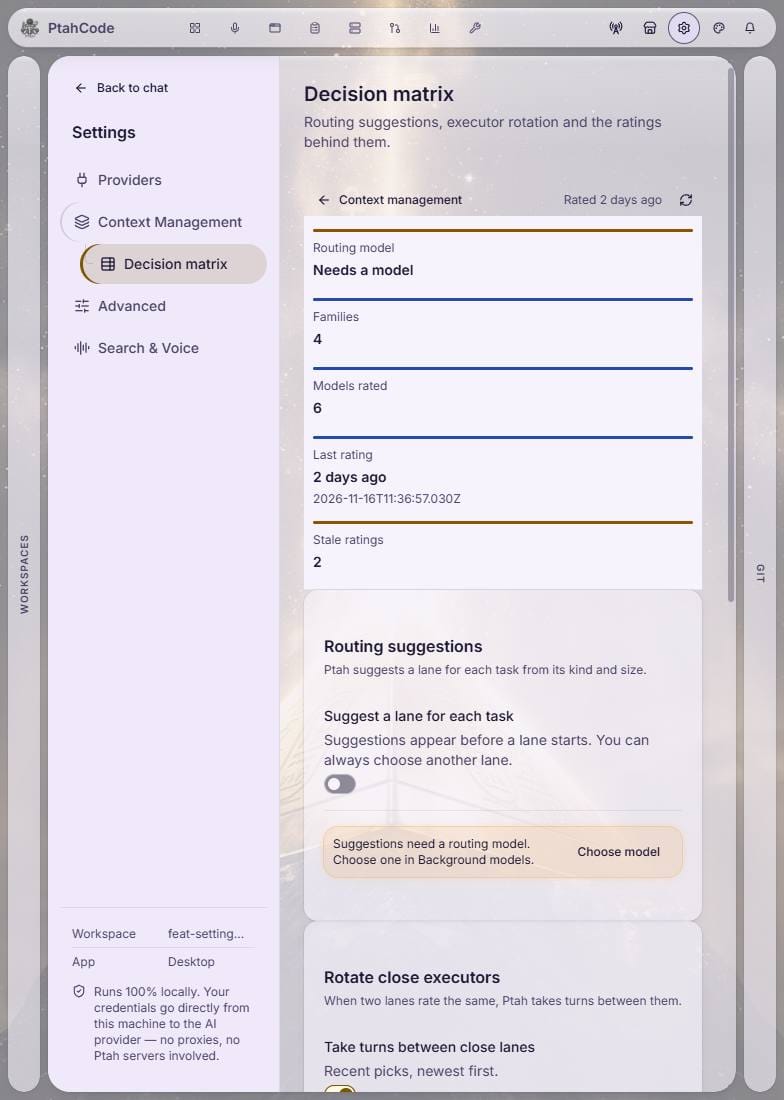 PtahCode
WORKSPACES
Back to chat
Settings
Providers
Context Management
Decision matrix
Advanced
Search & Voice
Workspace feat-setting...
App Desktop
Runs 100% locally. Your
credentials go directly from
this machine to the AI
provider — no proxies, no
Ptah servers involved.
Decision matrix
Routing suggestions, executor rotation and the ratings
behind them.
Context management Rated 2 days ago
Routing model
Needs a model
Families
4
Models rated
6
Last rating
2 days ago
2026-11-16T11:36:57.030Z
Stale ratings
2
Routing suggestions
Ptah suggests a lane for each task from its kind and size.
Suggest a lane for each task
Suggestions appear before a lane starts. You can
always choose another lane.
Suggestions need a routing model.
Choose one in Background models.
Choose model
Rotate close executors
When two lanes rate the same, Ptah takes turns between them.
Take turns between close lanes
Recent picks, newest first.
GIT